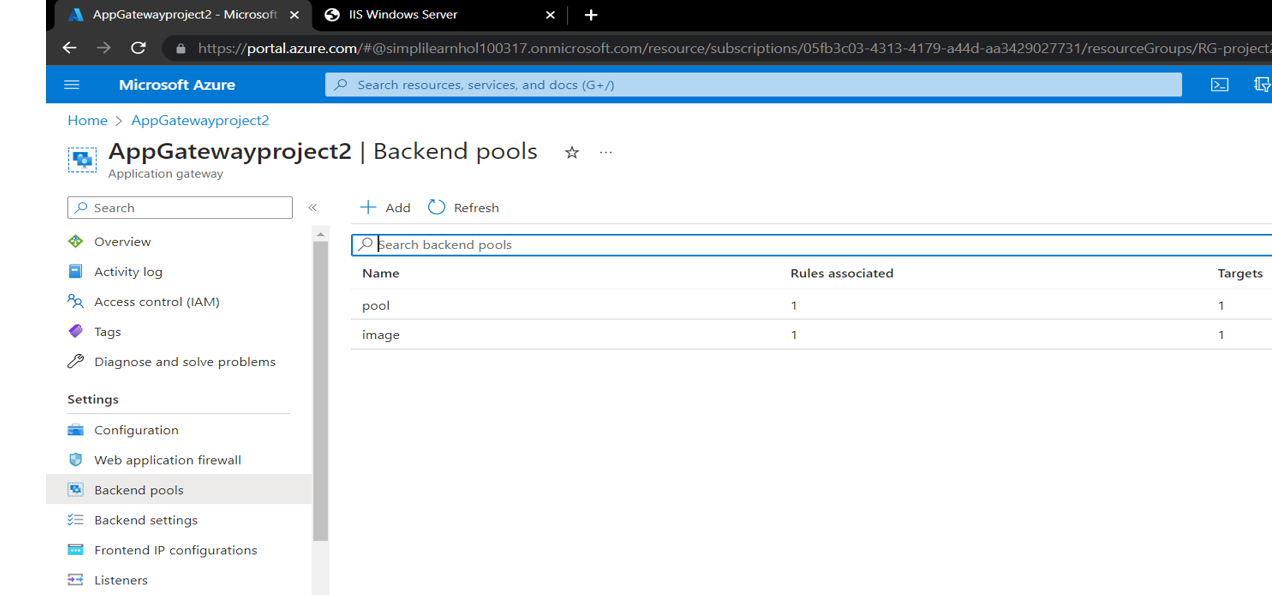 AppGatewayproject2 - Microsoft
IIS Windows Server
https://portal.azure.com/#@simplilearnhol100317.onmicrosoft.com/resource/subscriptions/05fb3c03-4313-4179-a44d-aa3429027731/resourceGroups/RG-project2
Microsoft Azure
Search resources, services, and docs (G+/)
Home > AppGatewayproject2
AppGatewayproject2 | Backend pools
Application gateway
Search
Overview
Activity log
Access control (IAM)
Tags
Diagnose and solve problems
Settings
Configuration
Web application firewall
Backend pools
Backend settings
Frontend IP configurations
Listeners
Add Refresh
Search backend pools
Name Rules associated Targets
pool 1 1
image 1 1